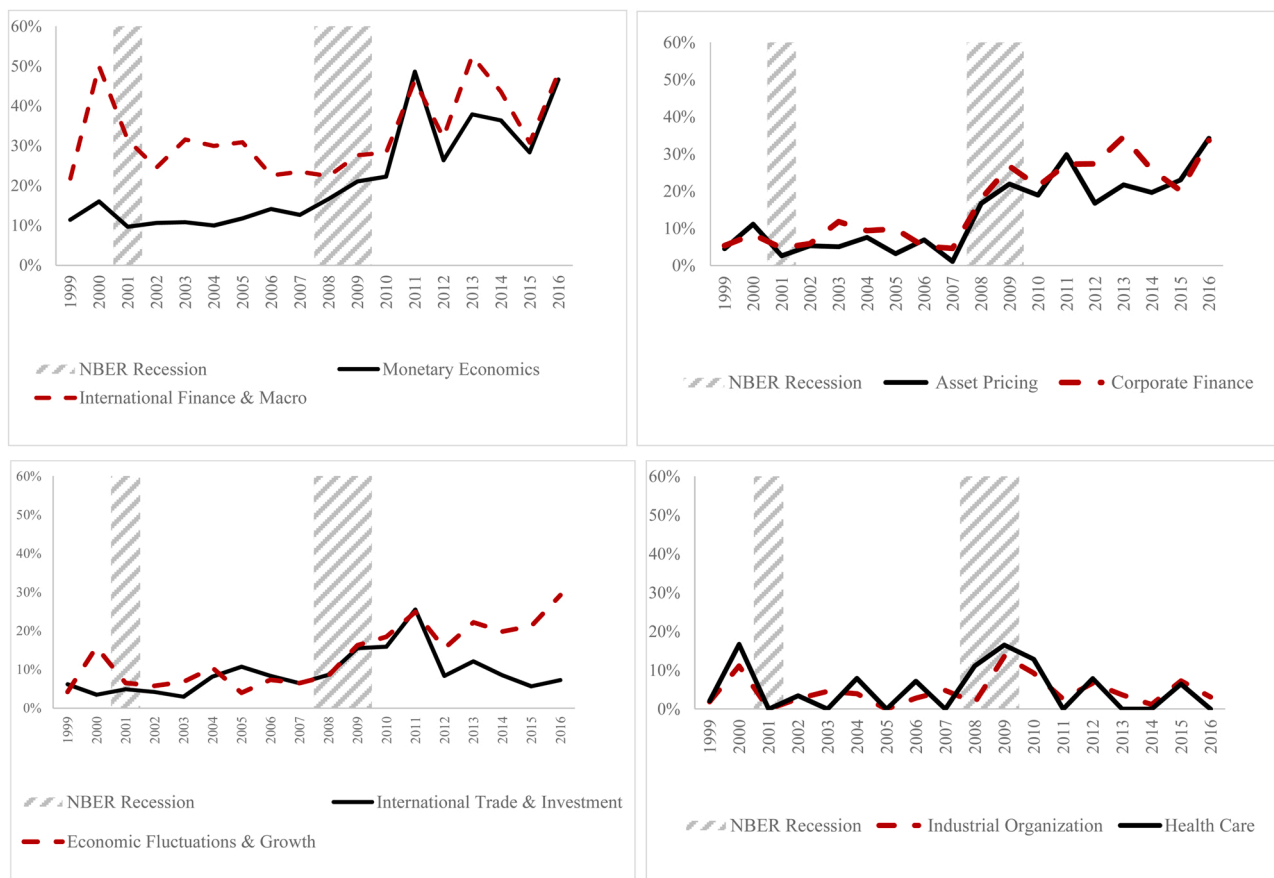 60%
50%
40%
30%
20%
10%
0%
1999 2000 2001 2002 2003 2004 2005 2006 2007 2008 2009 2010 2011 2012 2013 2014 2015 2016
NBER Recession Monetary Economics
International Finance & Macro
60%
50%
40%
30%
20%
10%
0%
1999 2000 2001 2002 2003 2004 2005 2006 2007 2008 2009 2010 2011 2012 2013 2014 2015 2016
NBER Recession Asset Pricing Corporate Finance
60%
50%
40%
30%
20%
10%
0%
1999 2000 2001 2002 2003 2004 2005 2006 2007 2008 2009 2010 2011 2012 2013 2014 2015 2016
NBER Recession International Trade & Investment
Economic Fluctuations & Growth
60%
50%
40%
30%
20%
10%
0%
1999 2000 2001 2002 2003 2004 2005 2006 2007 2008 2009 2010 2011 2012 2013 2014 2015 2016
NBER Recession Industrial Organization Health Care